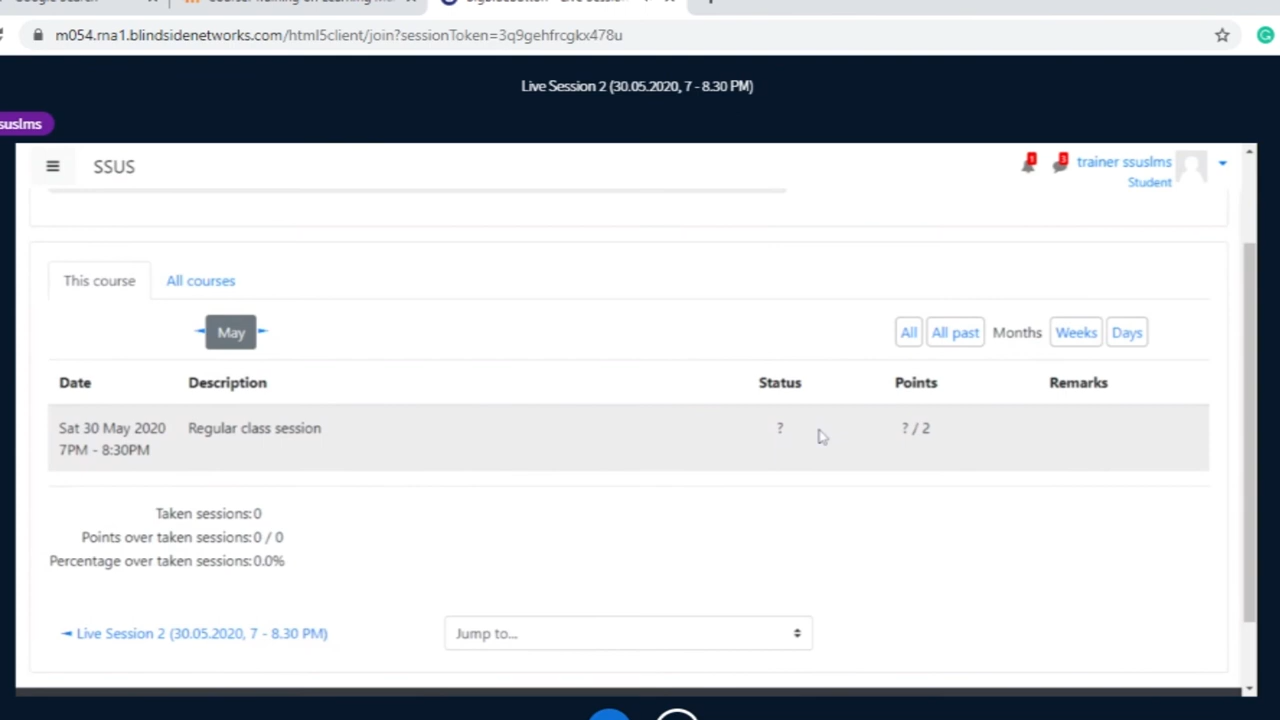 m054.rna1.blindsidenetworks.com/html5client/join?sessionToken=3q9gehfrcgkx478u
Live Session 2 (30.05.2020, 7 - 8.30 PM)
suslms
SSUS
1
3
trainer ssuslms
Student
This course
All courses
May
All
All past
Months
Weeks
Days
Date
Description
Status
Points
Remarks
Sat 30 May 2020
7PM - 8:30PM
Regular class session
?
? / 2
Taken sessions: 0
Points over taken sessions: 0 / 0
Percentage over taken sessions: 0.0%
◄ Live Session 2 (30.05.2020, 7 - 8.30 PM)
Jump to...